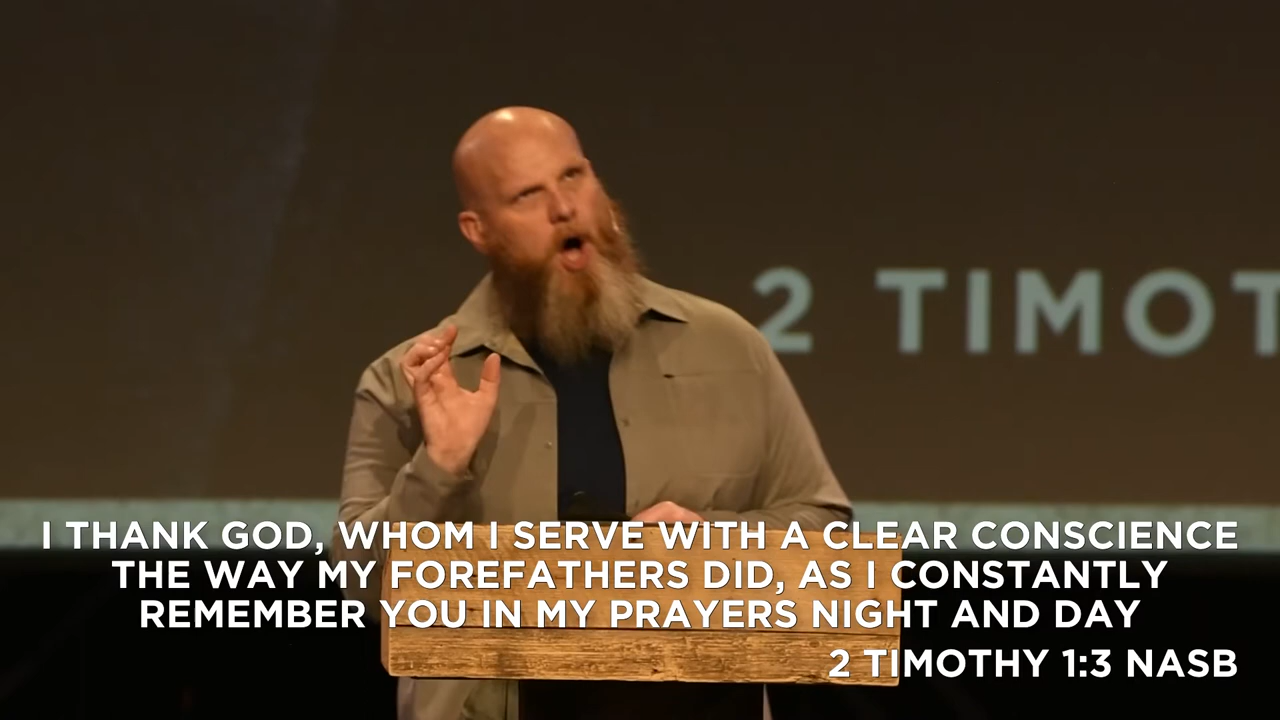 2 TIMOT
I THANK GOD, WHOM I SERVE WITH A CLEAR CONSCIENCE
THE WAY MY FOREFATHERS DID, AS I CONSTANTLY
REMEMBER YOU IN MY PRAYERS NIGHT AND DAY
2 TIMOTHY 1:3 NASB